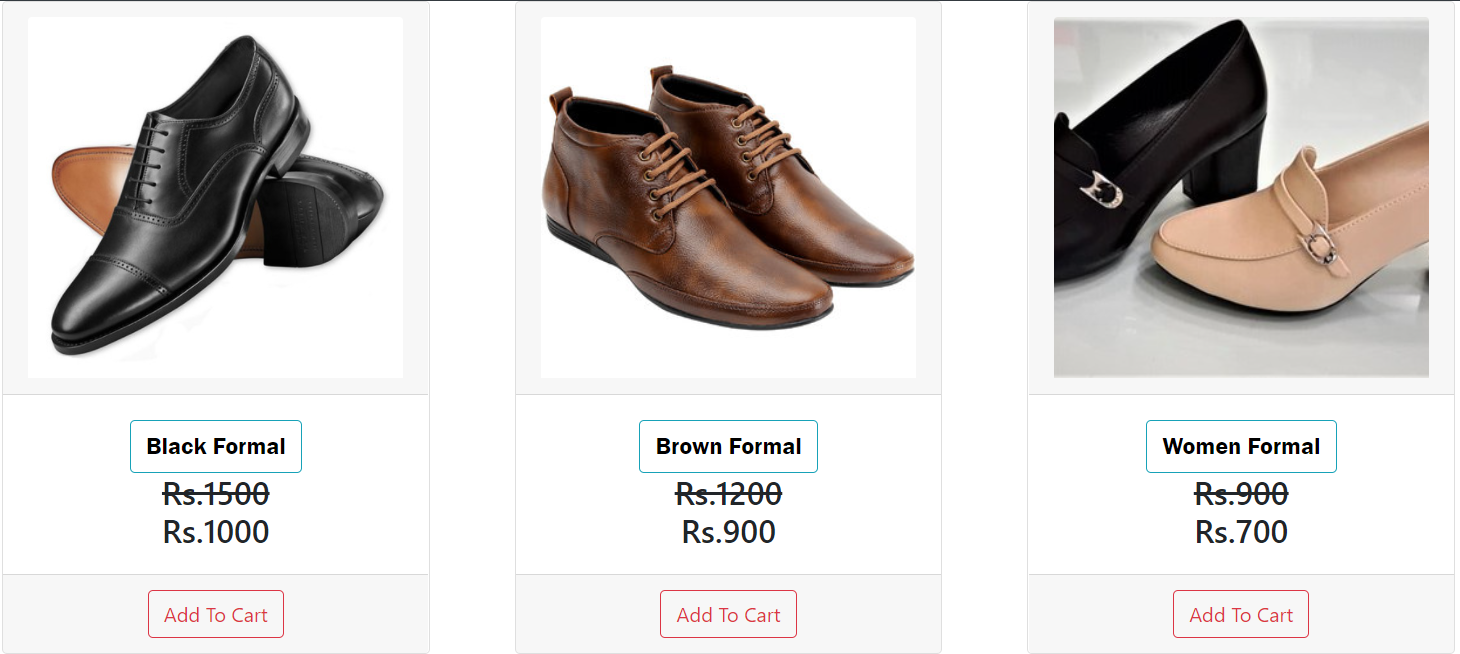 Black Formal
Rs.1500
Rs.1000
Add To Cart
Brown Formal
Rs.1200
Rs.900
Add To Cart
Women Formal
Rs.900
Rs.700
Add To Cart